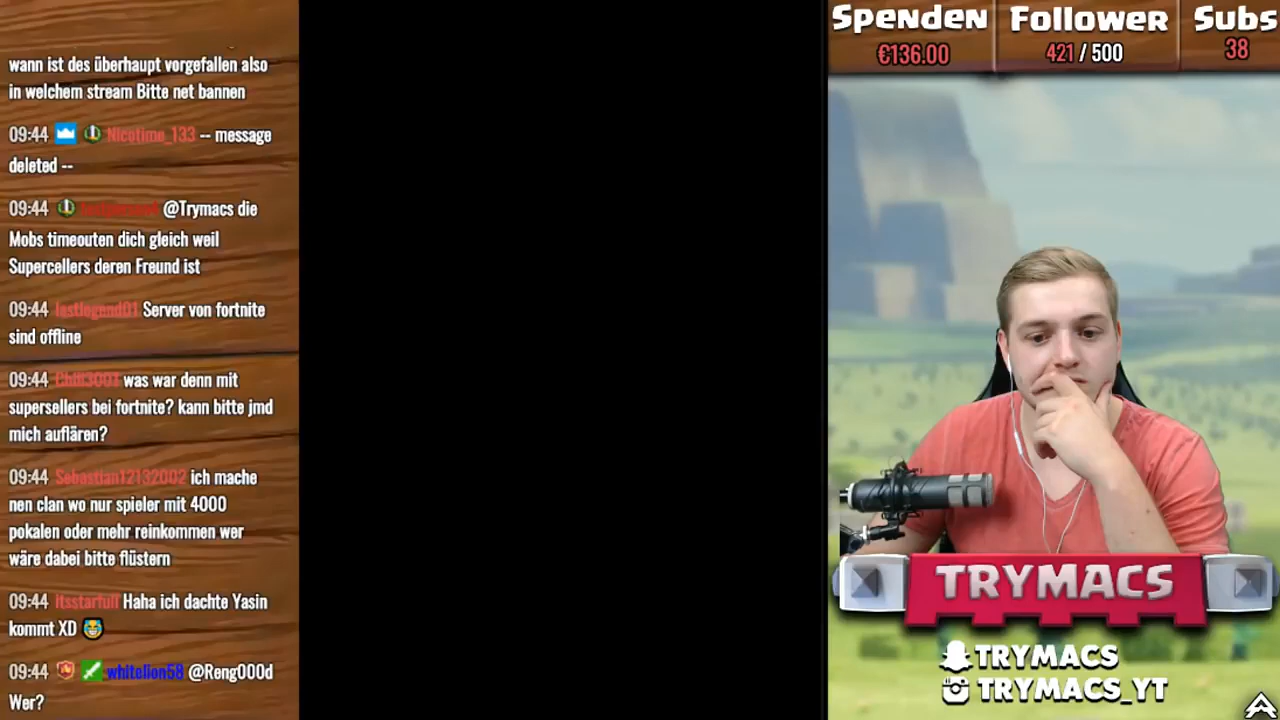 wann ist des überhaupt vorgefallen also
in welchem stream Bitte net bannen
09:44 Nicotime_133 -- message
deleted --
09:44 @Trymacs die
Mobs timeouten dich gleich weil
Supercellers deren Freund ist
09:44 lastlegend01 Server von fortnite
sind offline
09:44 was war denn mit
supersellers bei fortnite? kann bitte jmd
mich auflären?
09:44 Sebastian12132002 ich mache
nen clan wo nur spieler mit 4000
pokalen oder mehr reinkommen wer
wäre dabei bitte flüstern
09:44 itsstarfull Haha ich dachte Yasin
kommt XD
09:44 whitelion58 @Reng000d
Wer?
Spenden Follower Subs
€136.00 421 / 500 38
TRYMACS
TRYMACS
TRYMACS_YT